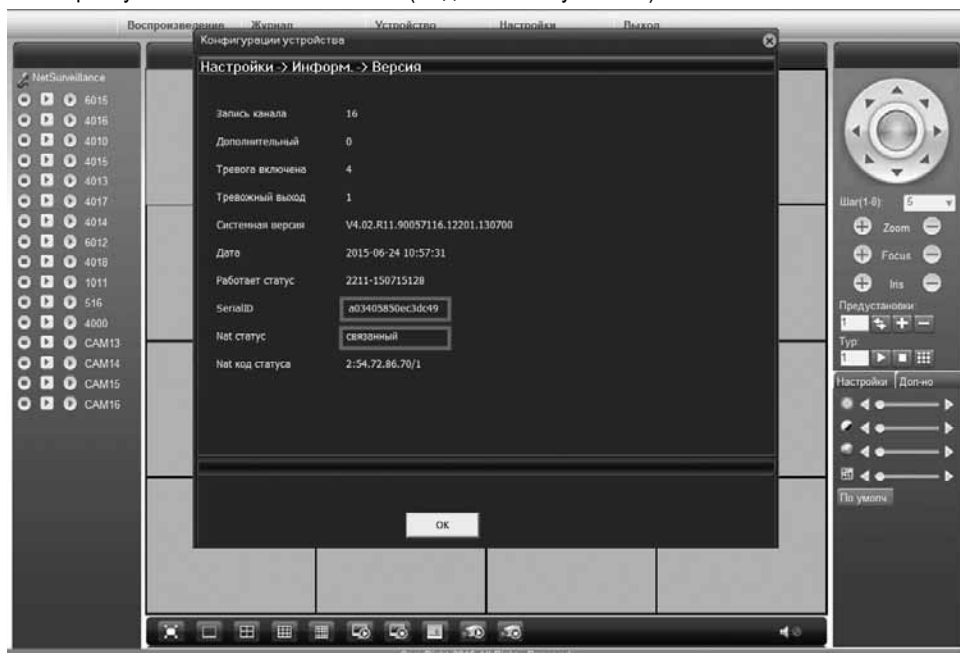 Воспроизведение Журнал Устройство Настройки Выход
Конфигурации устройства
Настройки -> Информ. -> Версия
NetSurveillance
6015
4016
4010
4015
4013
4017
4014
6012
4018
1011
516
4000
CAM13
CAM14
CAM15
CAM16
Запись канала 16
Дополнительный 0
Тревога включена 4
Тревожный выход 1
Системная версия V4.02.R11.90057116.12201.130700
Дата 2015-06-24 10:57:31
Работает статус 2211-150715128
SerialID a03405850ec3dc49
Nat статус связанный
Nat код статуса 2:54.72.86.70/1
OK
Шаг(1-8): 5
Zoom
Focus
Iris
Предустановки:
1
Тур:
1
Настройки Доп-но
По умолч